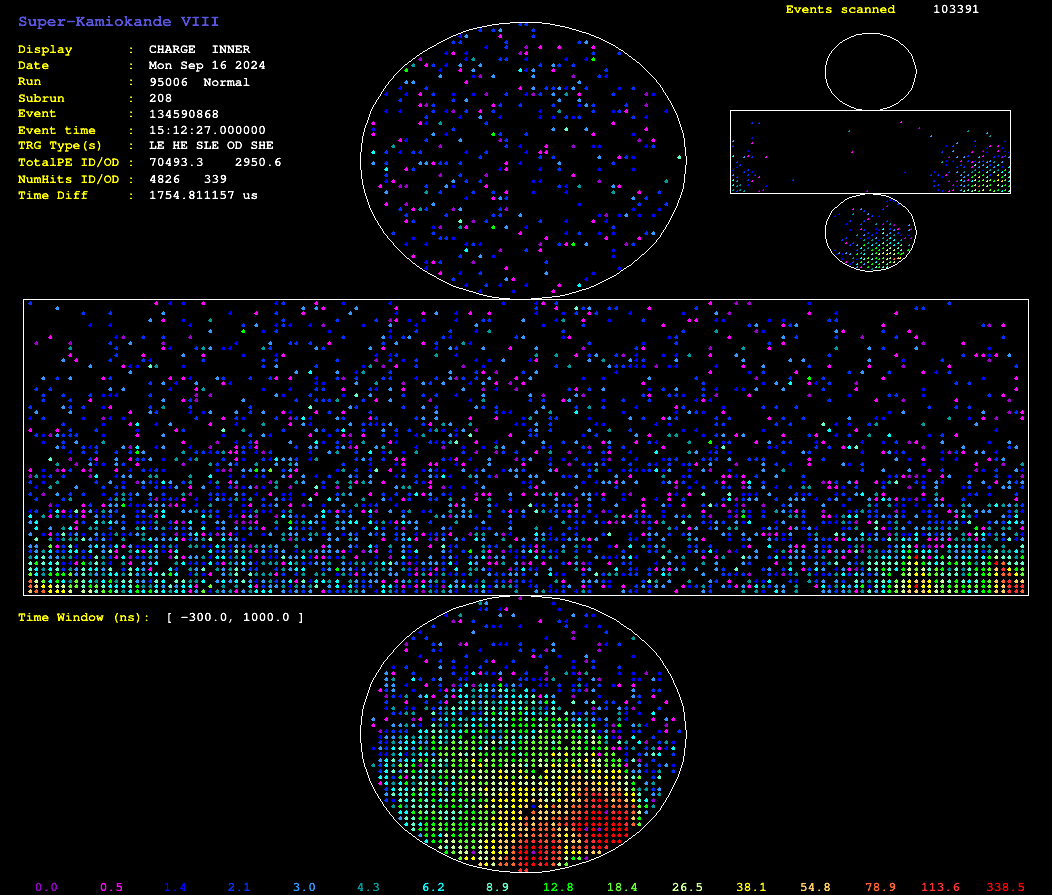 Super-Kamiokande VIII
Events scanned 103391
Display : CHARGE INNER
Date : Mon Sep 16 2024
Run : 95006 Normal
Subrun : 208
Event : 134590868
Event time : 15:12:27.000000
TRG Type(s) : LE HE SLE OD SHE
TotalPE ID/OD : 70493.3 2950.6
NumHits ID/OD : 4826 339
Time Diff : 1754.811157 us
Time Window (ns): [ -300.0, 1000.0 ]
0.0 0.5 1.4 2.1 3.0 4.3 6.2 8.9 12.8 18.4 26.5 38.1 54.8 78.9 113.6 338.5